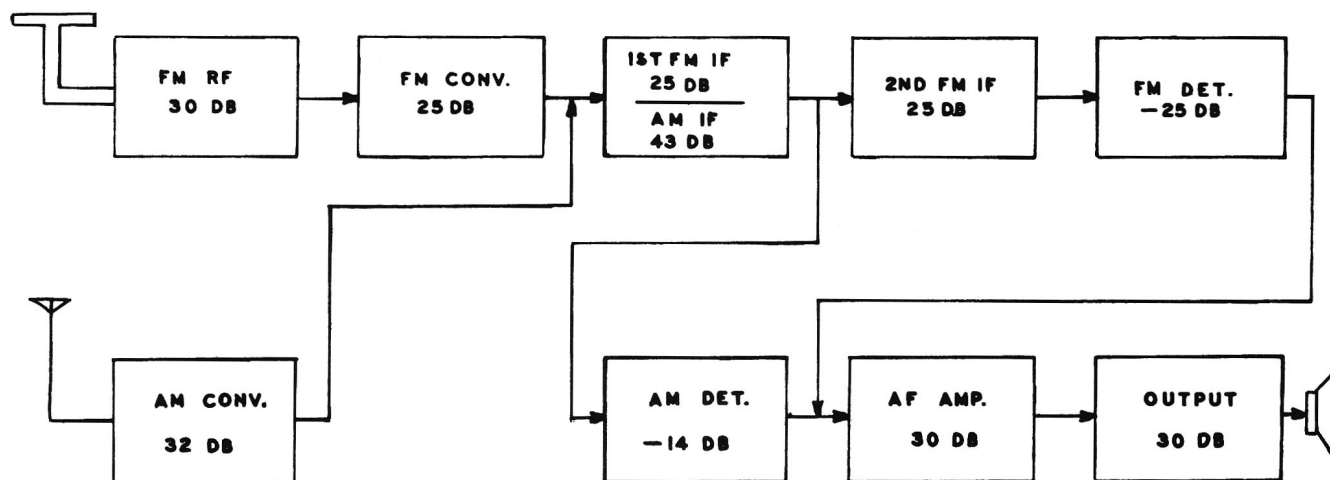 FM RF
30 DB
FM CONV.
25 DB
1ST FM IF
25 DB
AM IF
43 DB
2ND FM IF
25 DB
FM DET.
-25 DB
AM CONV.
32 DB
AM DET.
-14 DB
AF AMP.
30 DB
OUTPUT
30 DB